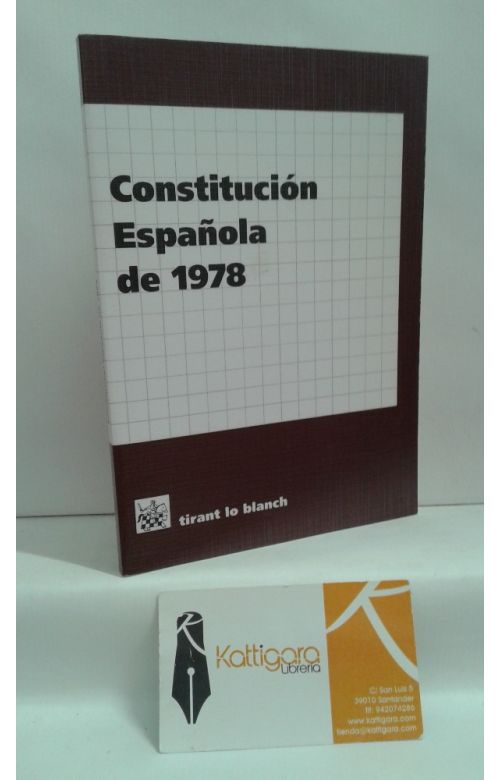 Constitución
Española
de 1978
tirant lo blanch
Kattigara
Librería
C/ San Luis 5
39010 Santander
tlf: 942074286
www.kattigara.com
tienda@kattigara.com